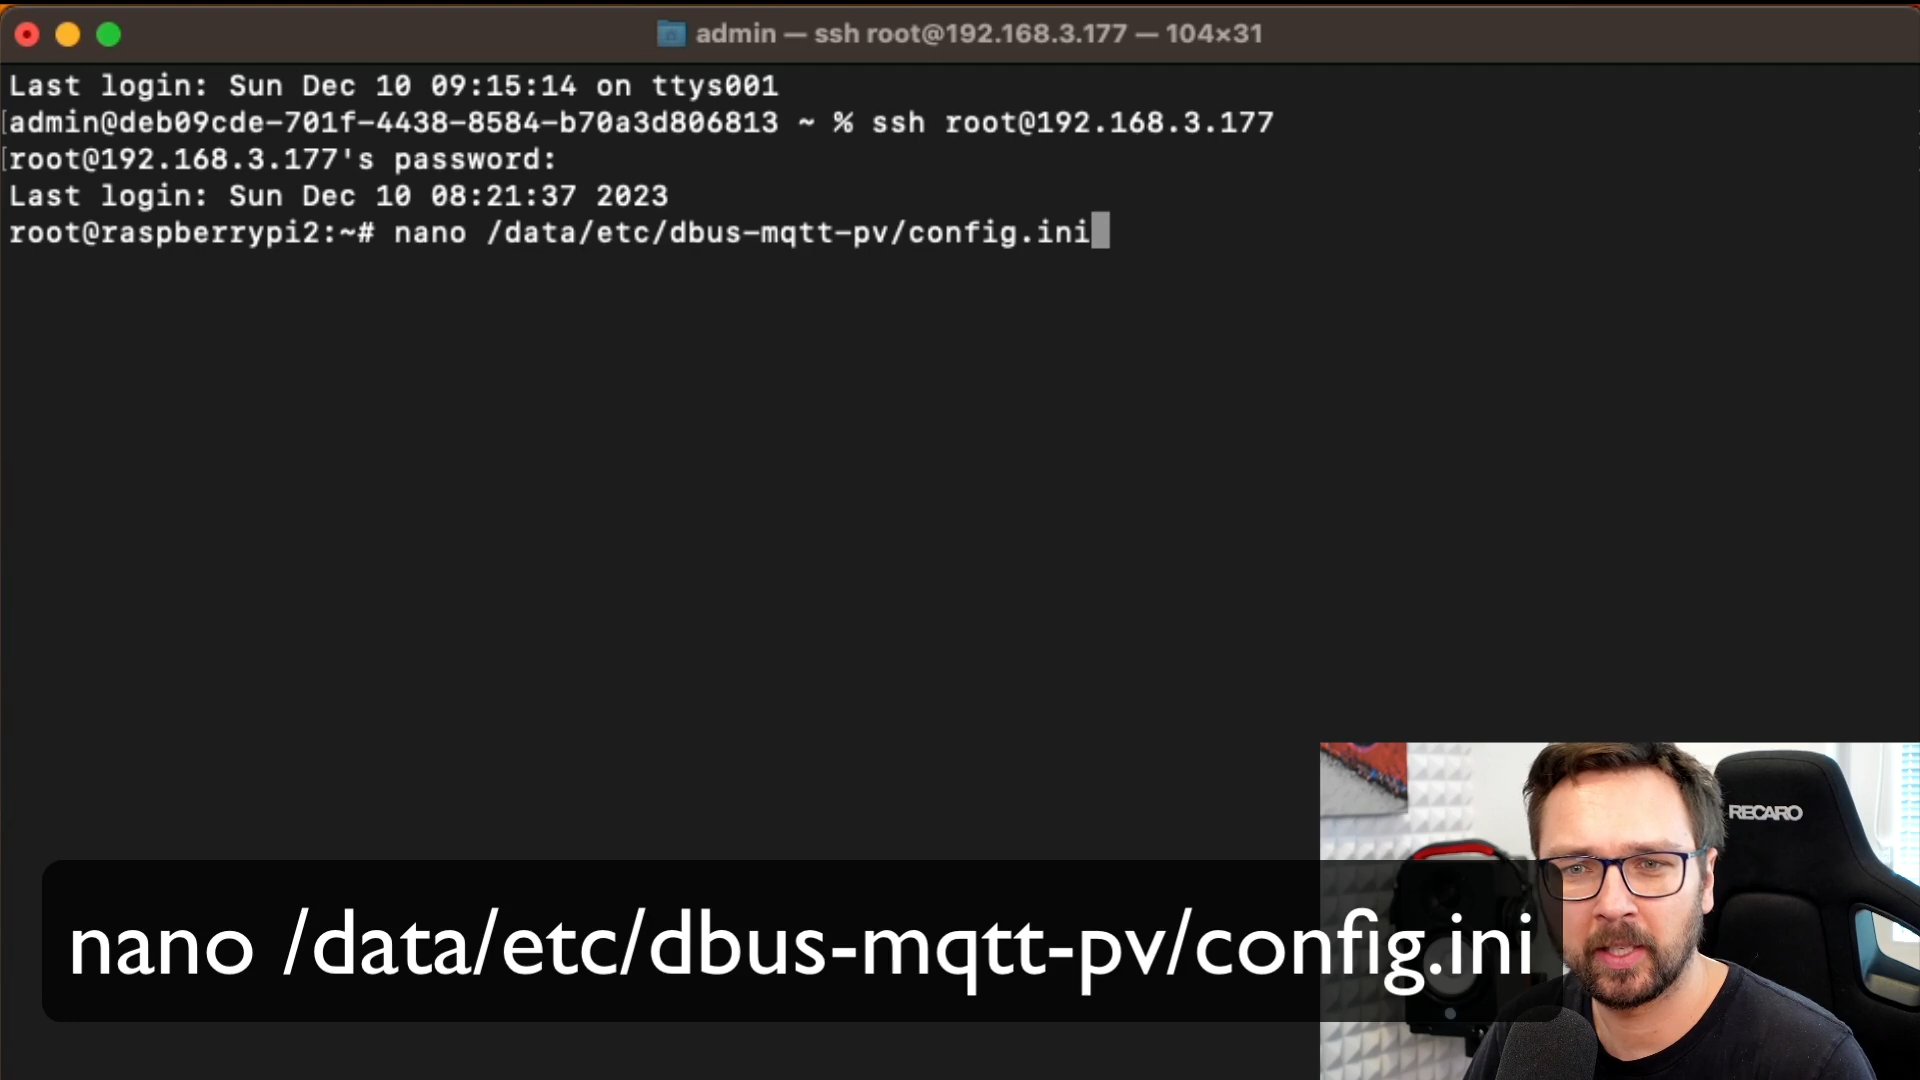 admin — ssh root@192.168.3.177 — 104×31
Last login: Sun Dec 10 09:15:14 on ttys001
[admin@deb09cde-701f-4438-8584-b70a3d806813 ~ % ssh root@192.168.3.177
[root@192.168.3.177's password:
Last login: Sun Dec 10 08:21:37 2023
root@raspberrypi2:~# nano /data/etc/dbus-mqtt-pv/config.ini
RECARO
nano /data/etc/dbus-mqtt-pv/config.ini